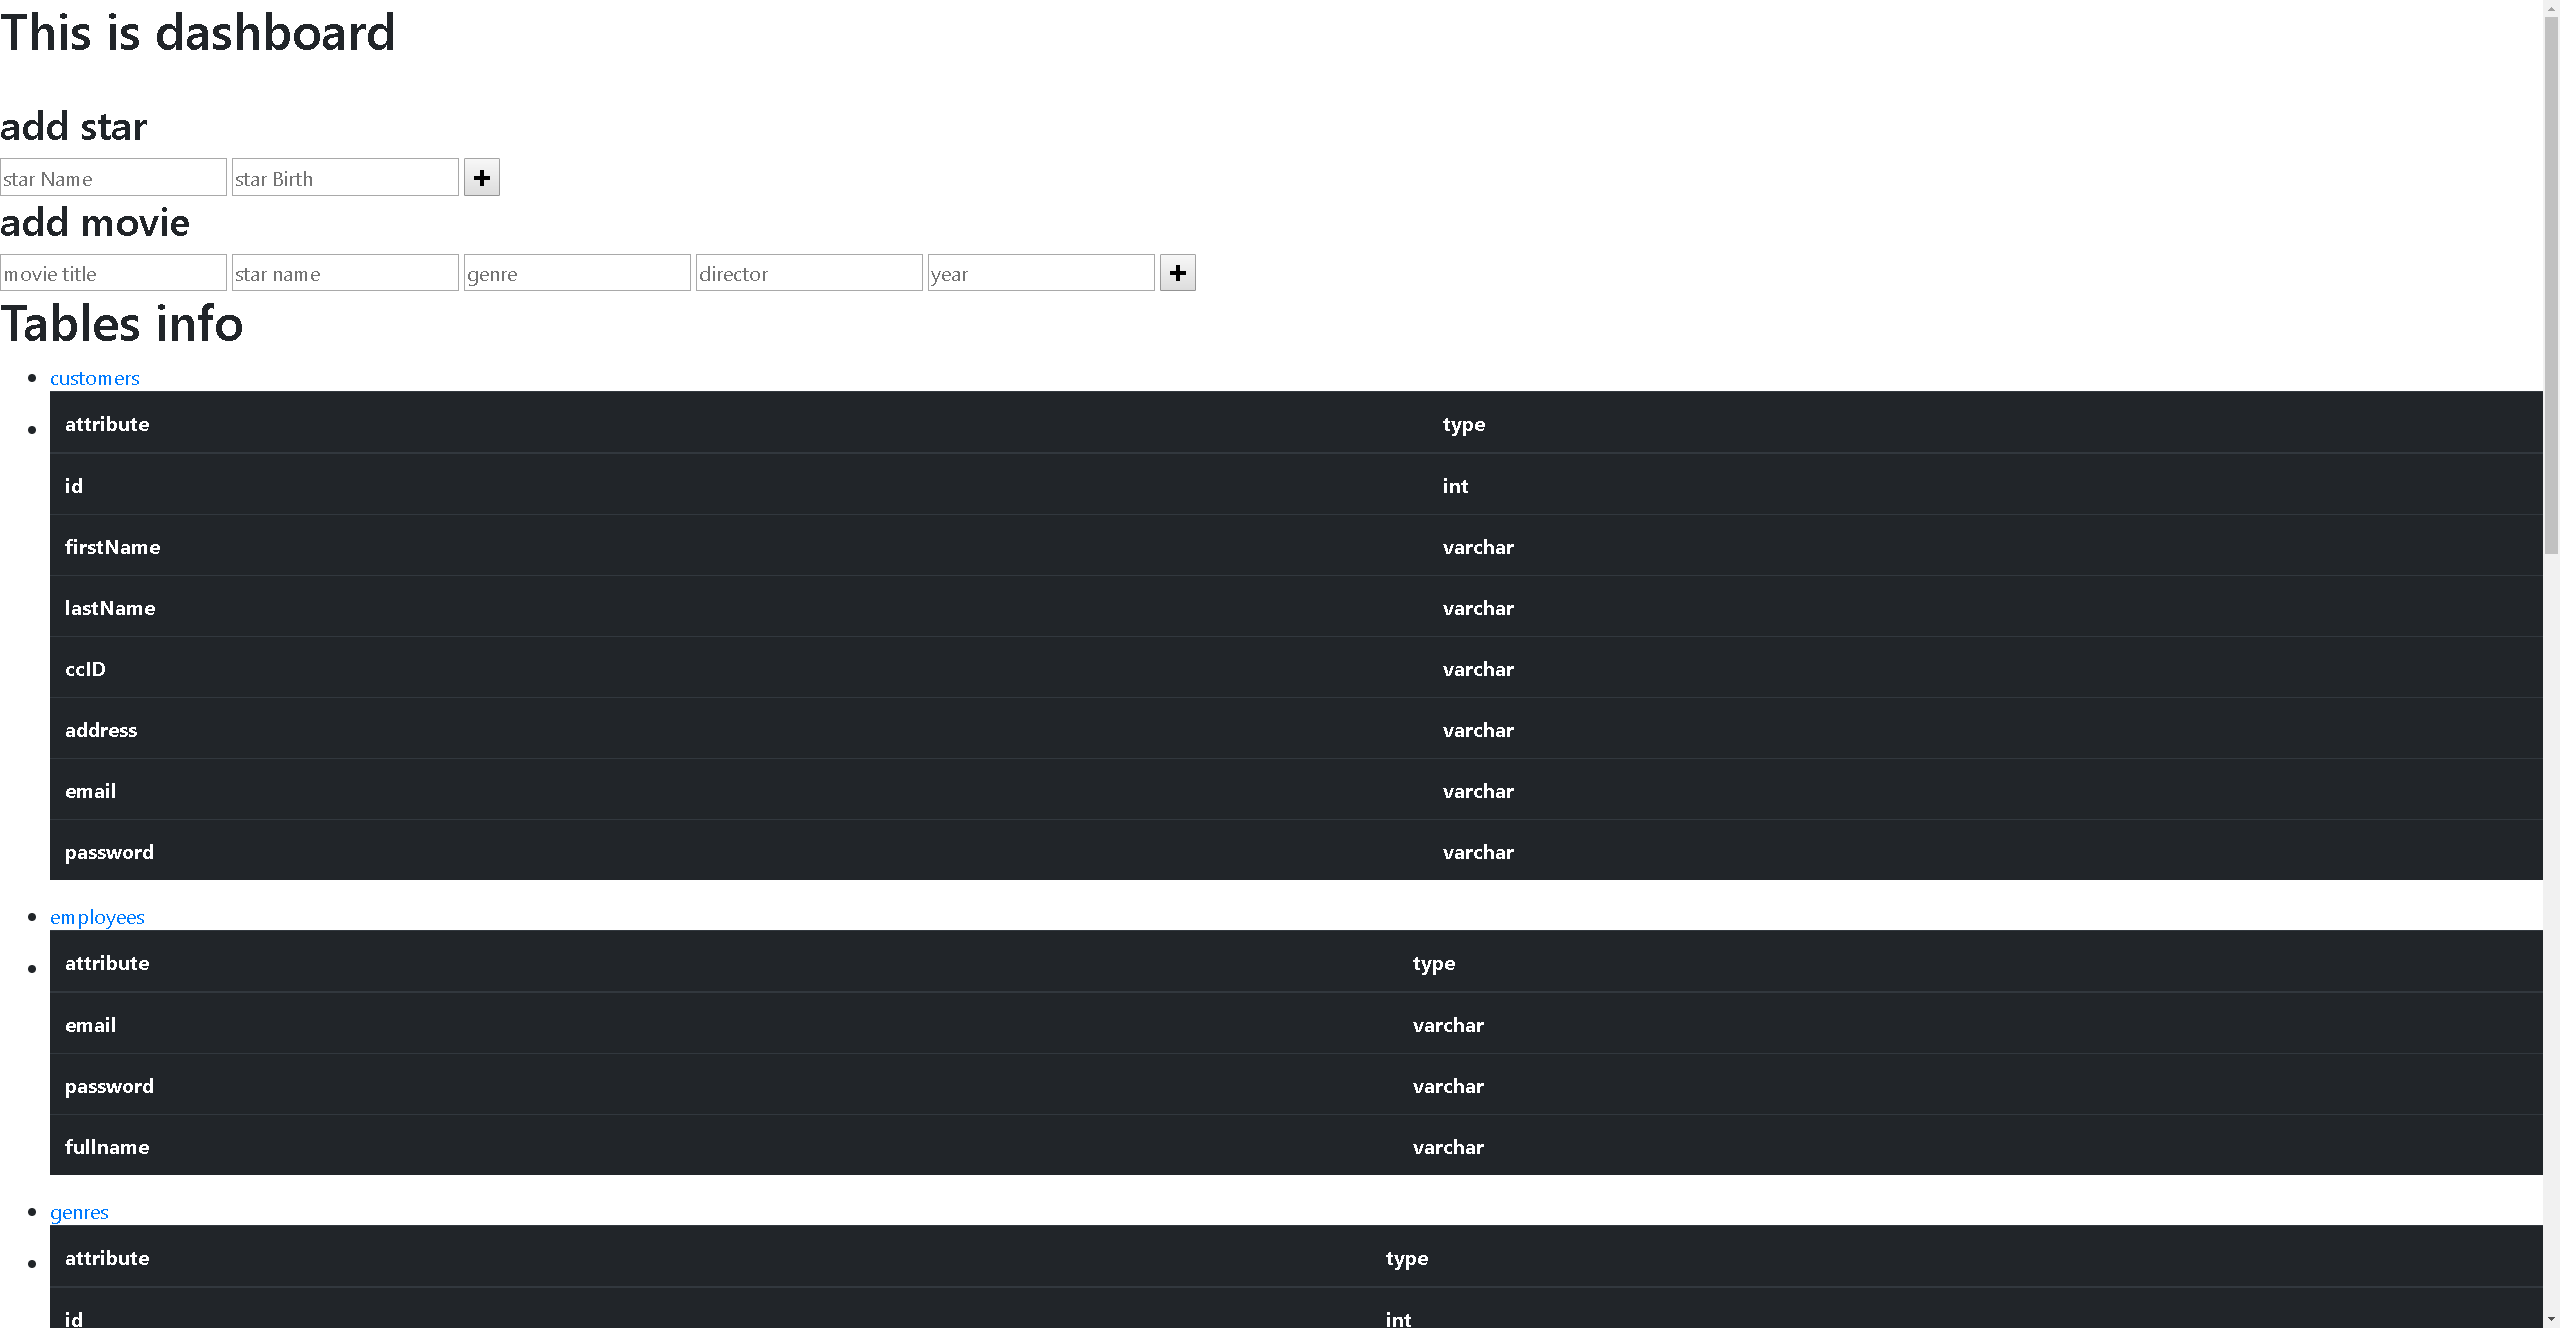 This is dashboard
add star
star Name star Birth +
add movie
movie title star name genre director year +
Tables info
customers
attribute type
id int
firstName varchar
lastName varchar
ccID varchar
address varchar
email varchar
password varchar
employees
attribute type
email varchar
password varchar
fullname varchar
genres
attribute type
id int